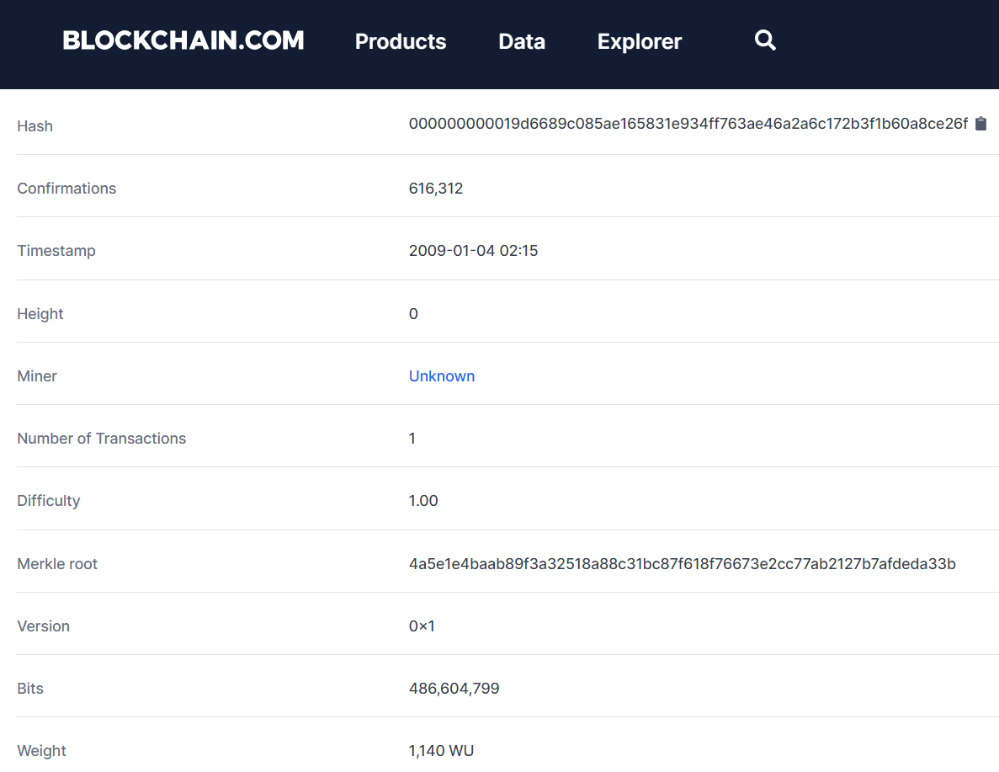 BLOCKCHAIN.COM Products Data Explorer
Hash 000000000019d6689c085ae165831e934ff763ae46a2a6c172b3f1b60a8ce26f
Confirmations 616,312
Timestamp 2009-01-04 02:15
Height 0
Miner Unknown
Number of Transactions 1
Difficulty 1.00
Merkle root 4a5e1e4baab89f3a32518a88c31bc87f618f76673e2cc77ab2127b7afdeda33b
Version 0×1
Bits 486,604,799
Weight 1,140 WU